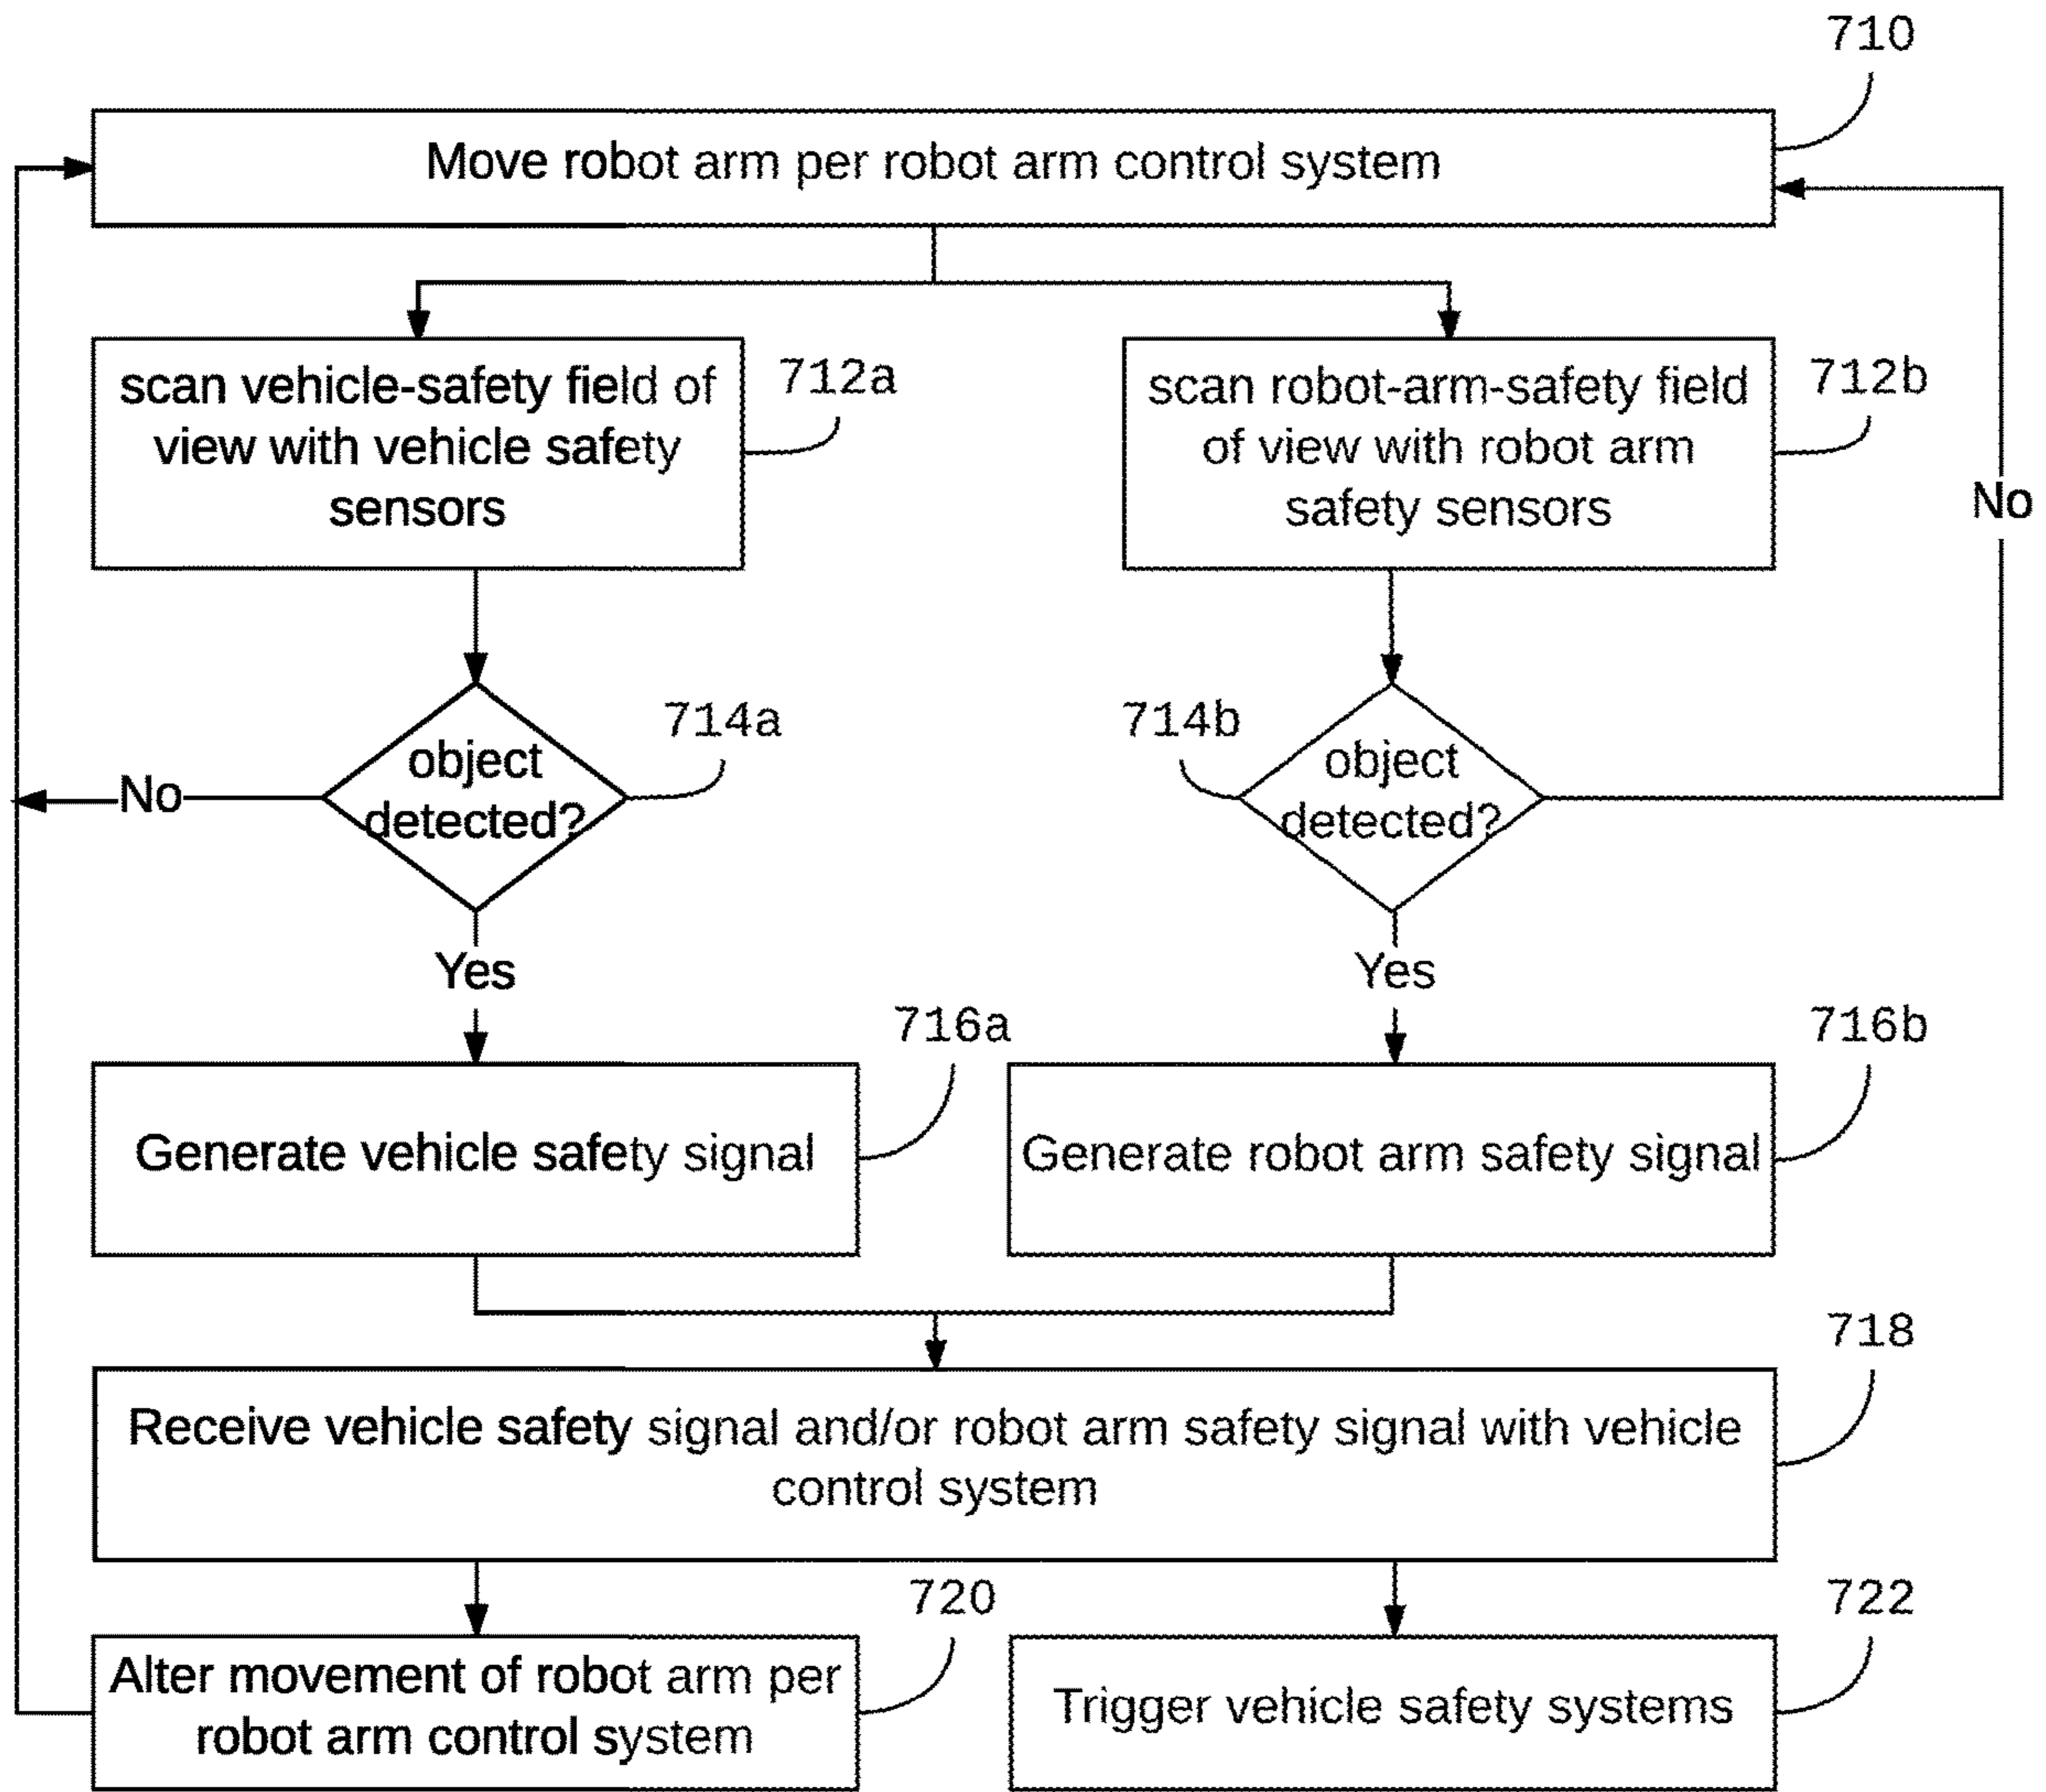 710
Move robot arm per robot arm control system
scan vehicle-safety field of
view with vehicle safety
sensors
712a
scan robot-arm-safety field
of view with robot arm
safety sensors
712b
No
object
detected?
714a
No
714b
object
detected?
Yes
Yes
716a
Generate vehicle safety signal
716b
Generate robot arm safety signal
718
Receive vehicle safety signal and/or robot arm safety signal with vehicle
control system
720
Alter movement of robot arm per
robot arm control system
722
Trigger vehicle safety systems